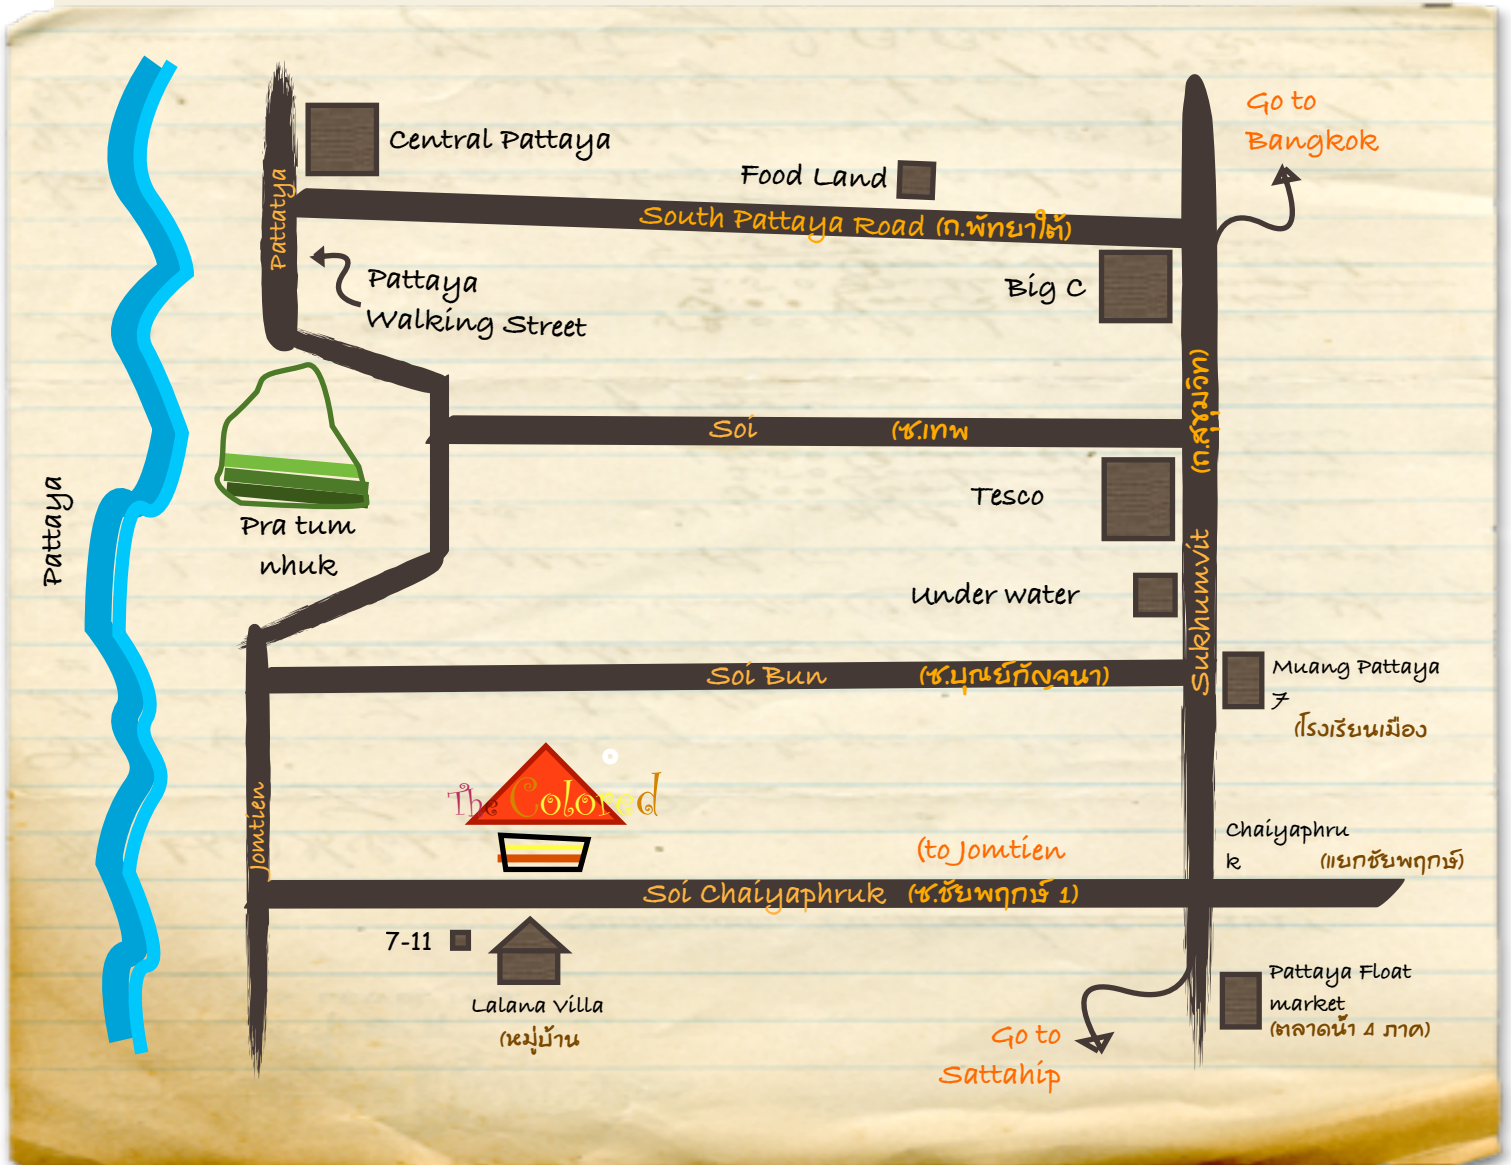 Go to
Bangkok
Central Pattaya
Food Land
South Pattaya Road (ถ.พัทยาใต้)
Pattatya
Pattaya
Walking Street
Big C
Soi (ซ.เทพ
(ถ.สุขุมวิท)
Sukhumvit
Tesco
Pattaya
Pra tum
nhuk
Under water
Soi Bun (ซ.บุณย์กัญจนา)
Muang Pattaya
7
(โรงเรียนเมือง
The Colored
Jomtien
(to Jomtien
Chaiyaphru
k (แยกชัยพฤกษ์)
Soi Chaiyaphruk (ซ.ชัยพฤกษ์ 1)
7-11
Lalana Villa
(หมู่บ้าน
Pattaya Float
market
(ตลาดน้ำ 4 ภาค)
Go to
Sattahip